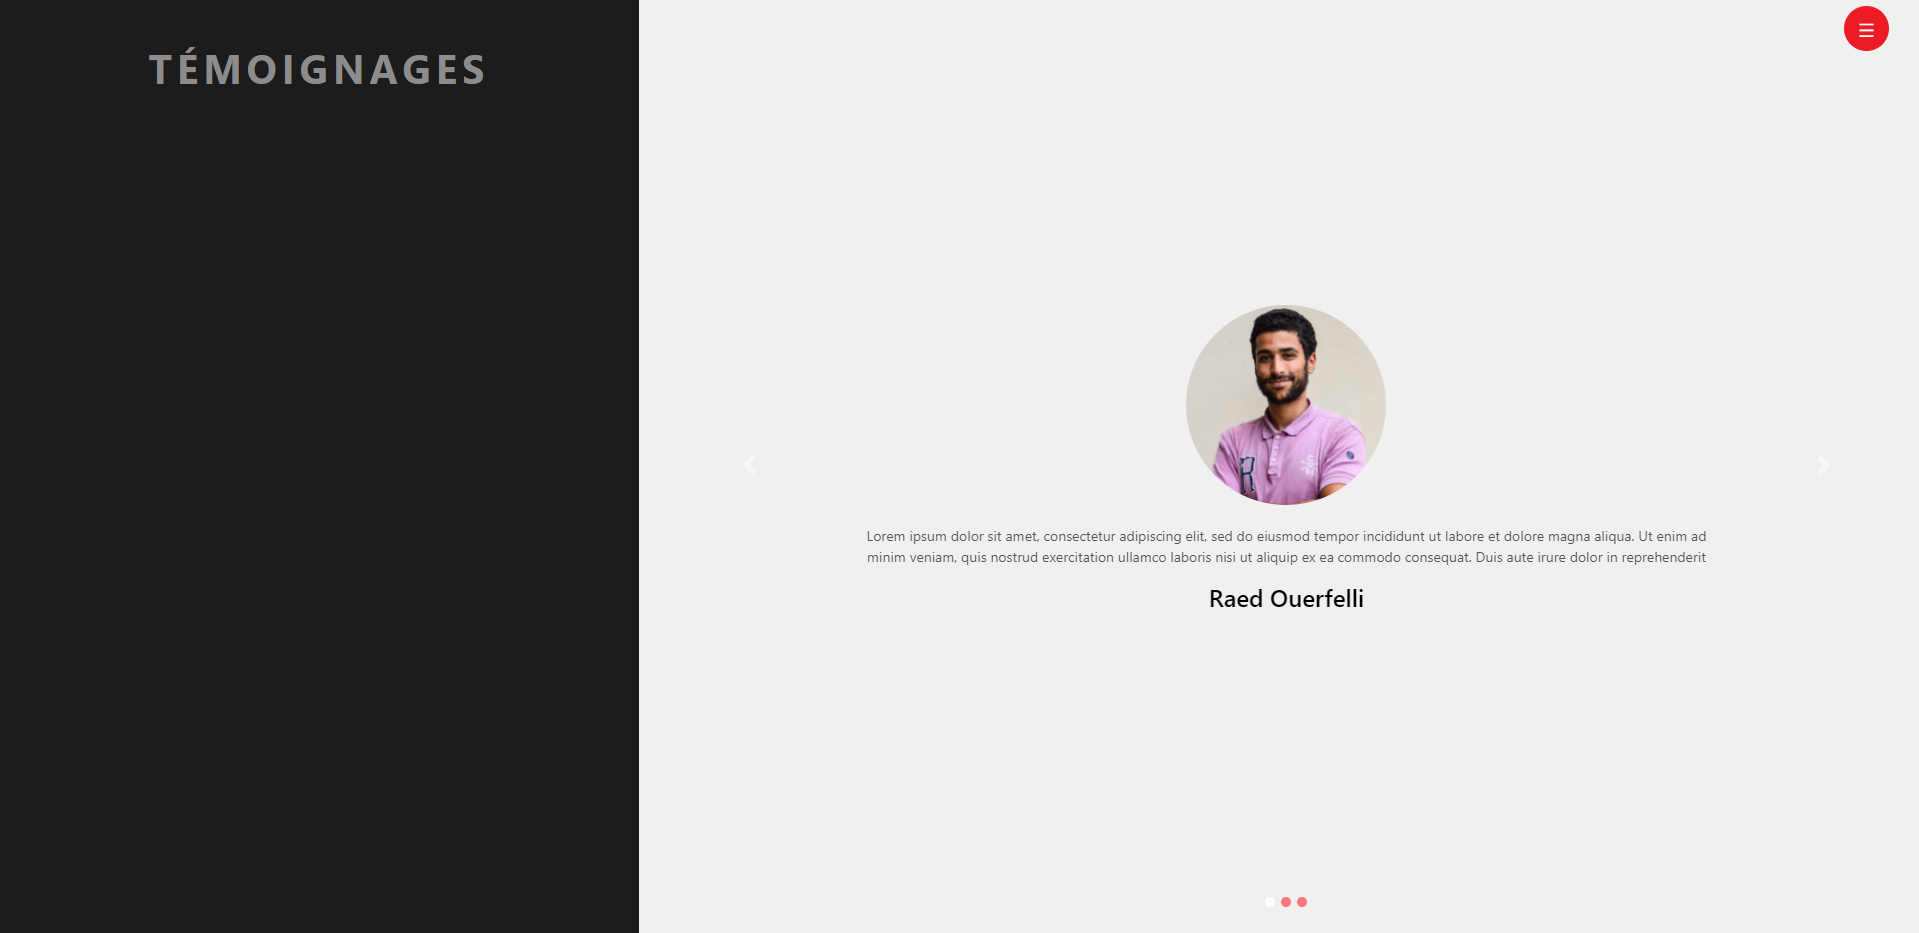 TÉMOIGNAGES
Lorem ipsum dolor sit amet, consectetur adipiscing elit, sed do eiusmod tempor incididunt ut labore et dolore magna aliqua. Ut enim ad
minim veniam, quis nostrud exercitation ullamco laboris nisi ut aliquip ex ea commodo consequat. Duis aute irure dolor in reprehenderit
Raed Ouerfelli